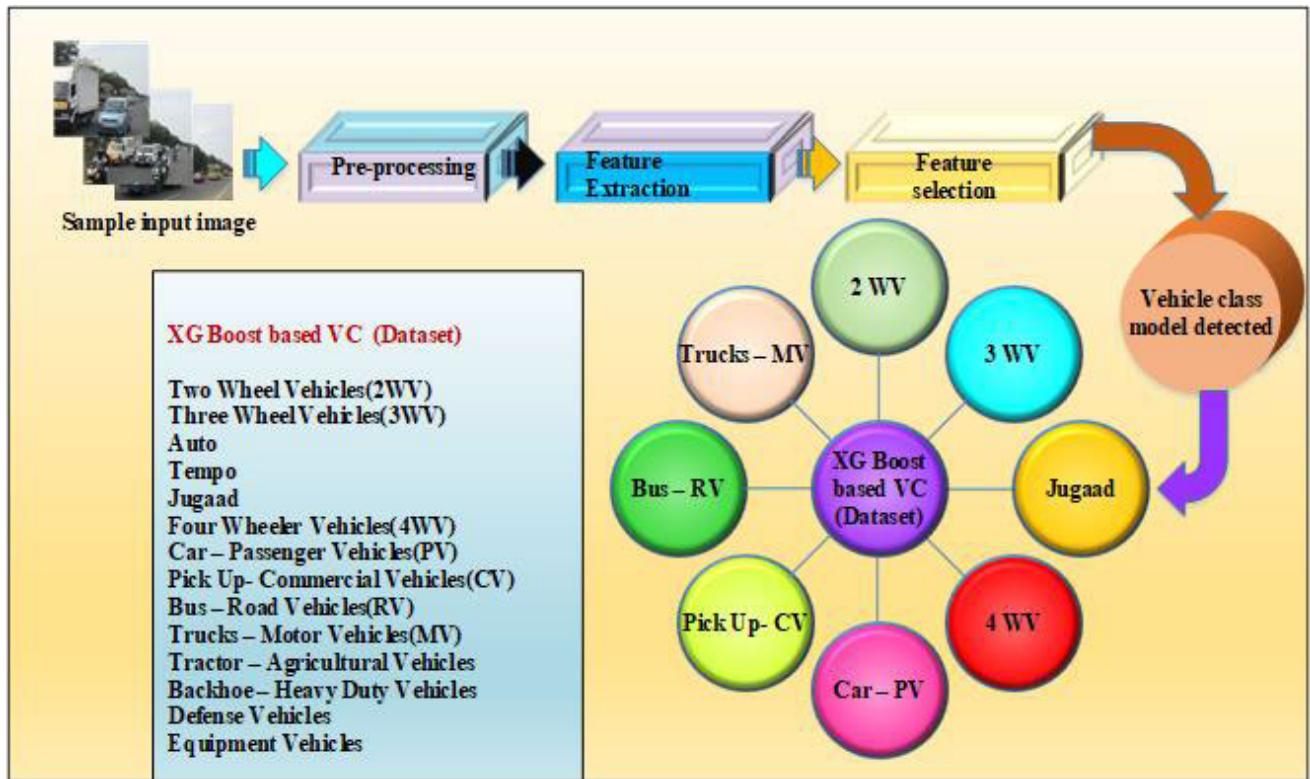 Sample input image
Pre-processing
Feature
Extraction
Feature
selection
Vehicle class
model detected
XG Boost based VC (Dataset)
Two Wheel Vehicles(2WV)
Three Wheel Vehicles(3WV)
Auto
Tempo
Jugaad
Four Wheeler Vehicles(4WV)
Car – Passenger Vehicles(PV)
Pick Up- Commercial Vehicles(CV)
Bus – Road Vehicles(RV)
Trucks – Motor Vehicles(MV)
Tractor – Agricultural Vehicles
Backhoe – Heavy Duty Vehicles
Defense Vehicles
Equipment Vehicles
2 WV
3 WV
Jugaad
4 WV
Car – PV
Pick Up- CV
Bus – RV
Trucks – MV
XG Boost
based VC
(Dataset)